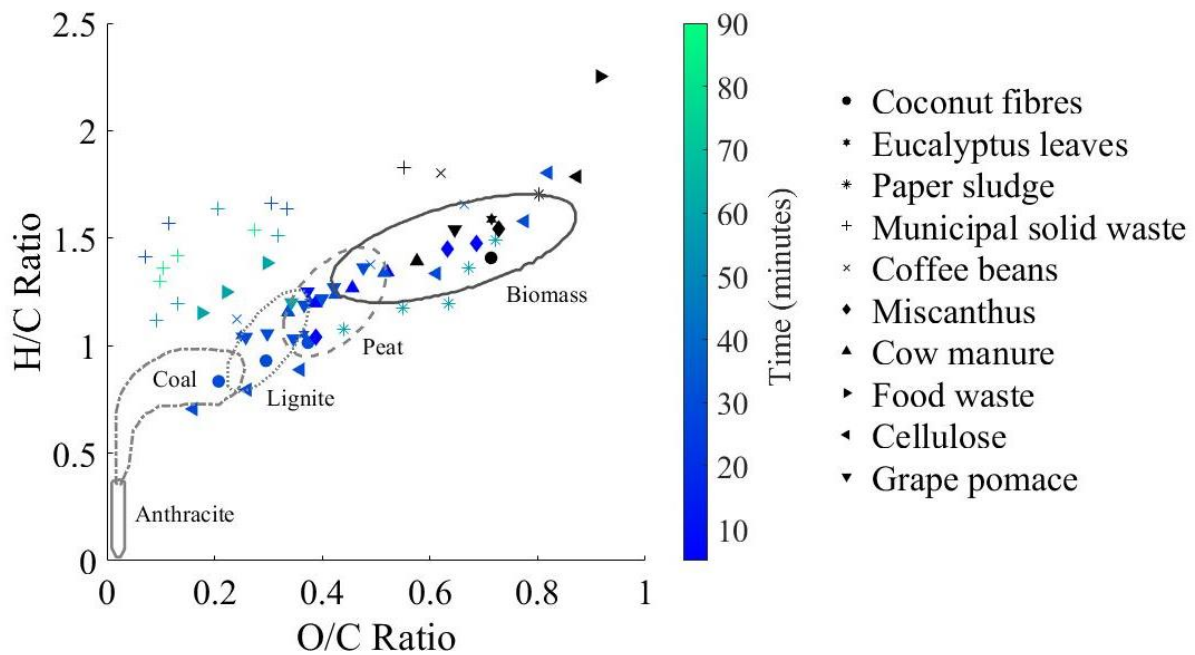 2.5
2
1.5
1
0.5
0
H/C Ratio
0
0.2
0.4
0.6
0.8
1
O/C Ratio
Coal
Lignite
Peat
Biomass
Anthracite
90
80
70
60
50
40
30
20
10
Time (minutes)
Coconut fibres
Eucalyptus leaves
Paper sludge
Municipal solid waste
Coffee beans
Miscanthus
Cow manure
Food waste
Cellulose
Grape pomace